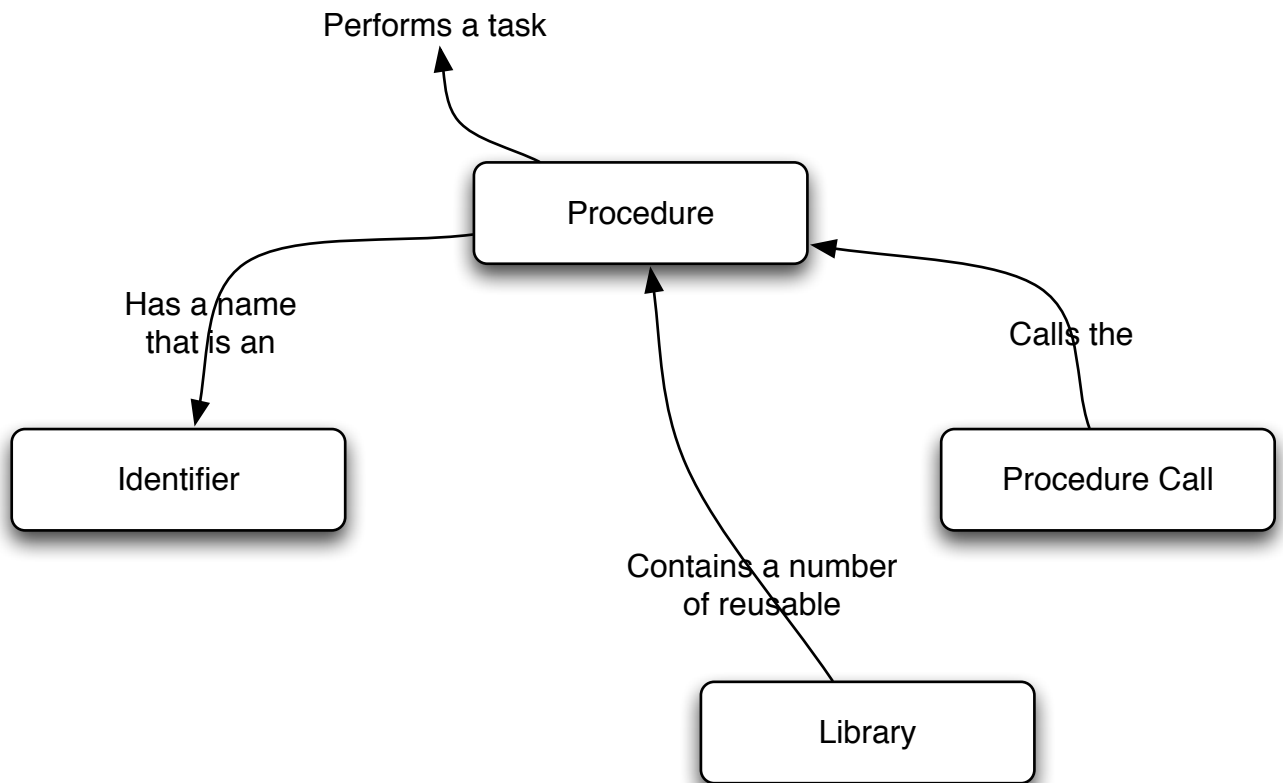 Performs a task
Procedure
Has a name
that is an
Calls the
Identifier
Procedure Call
Contains a number
of reusable
Library